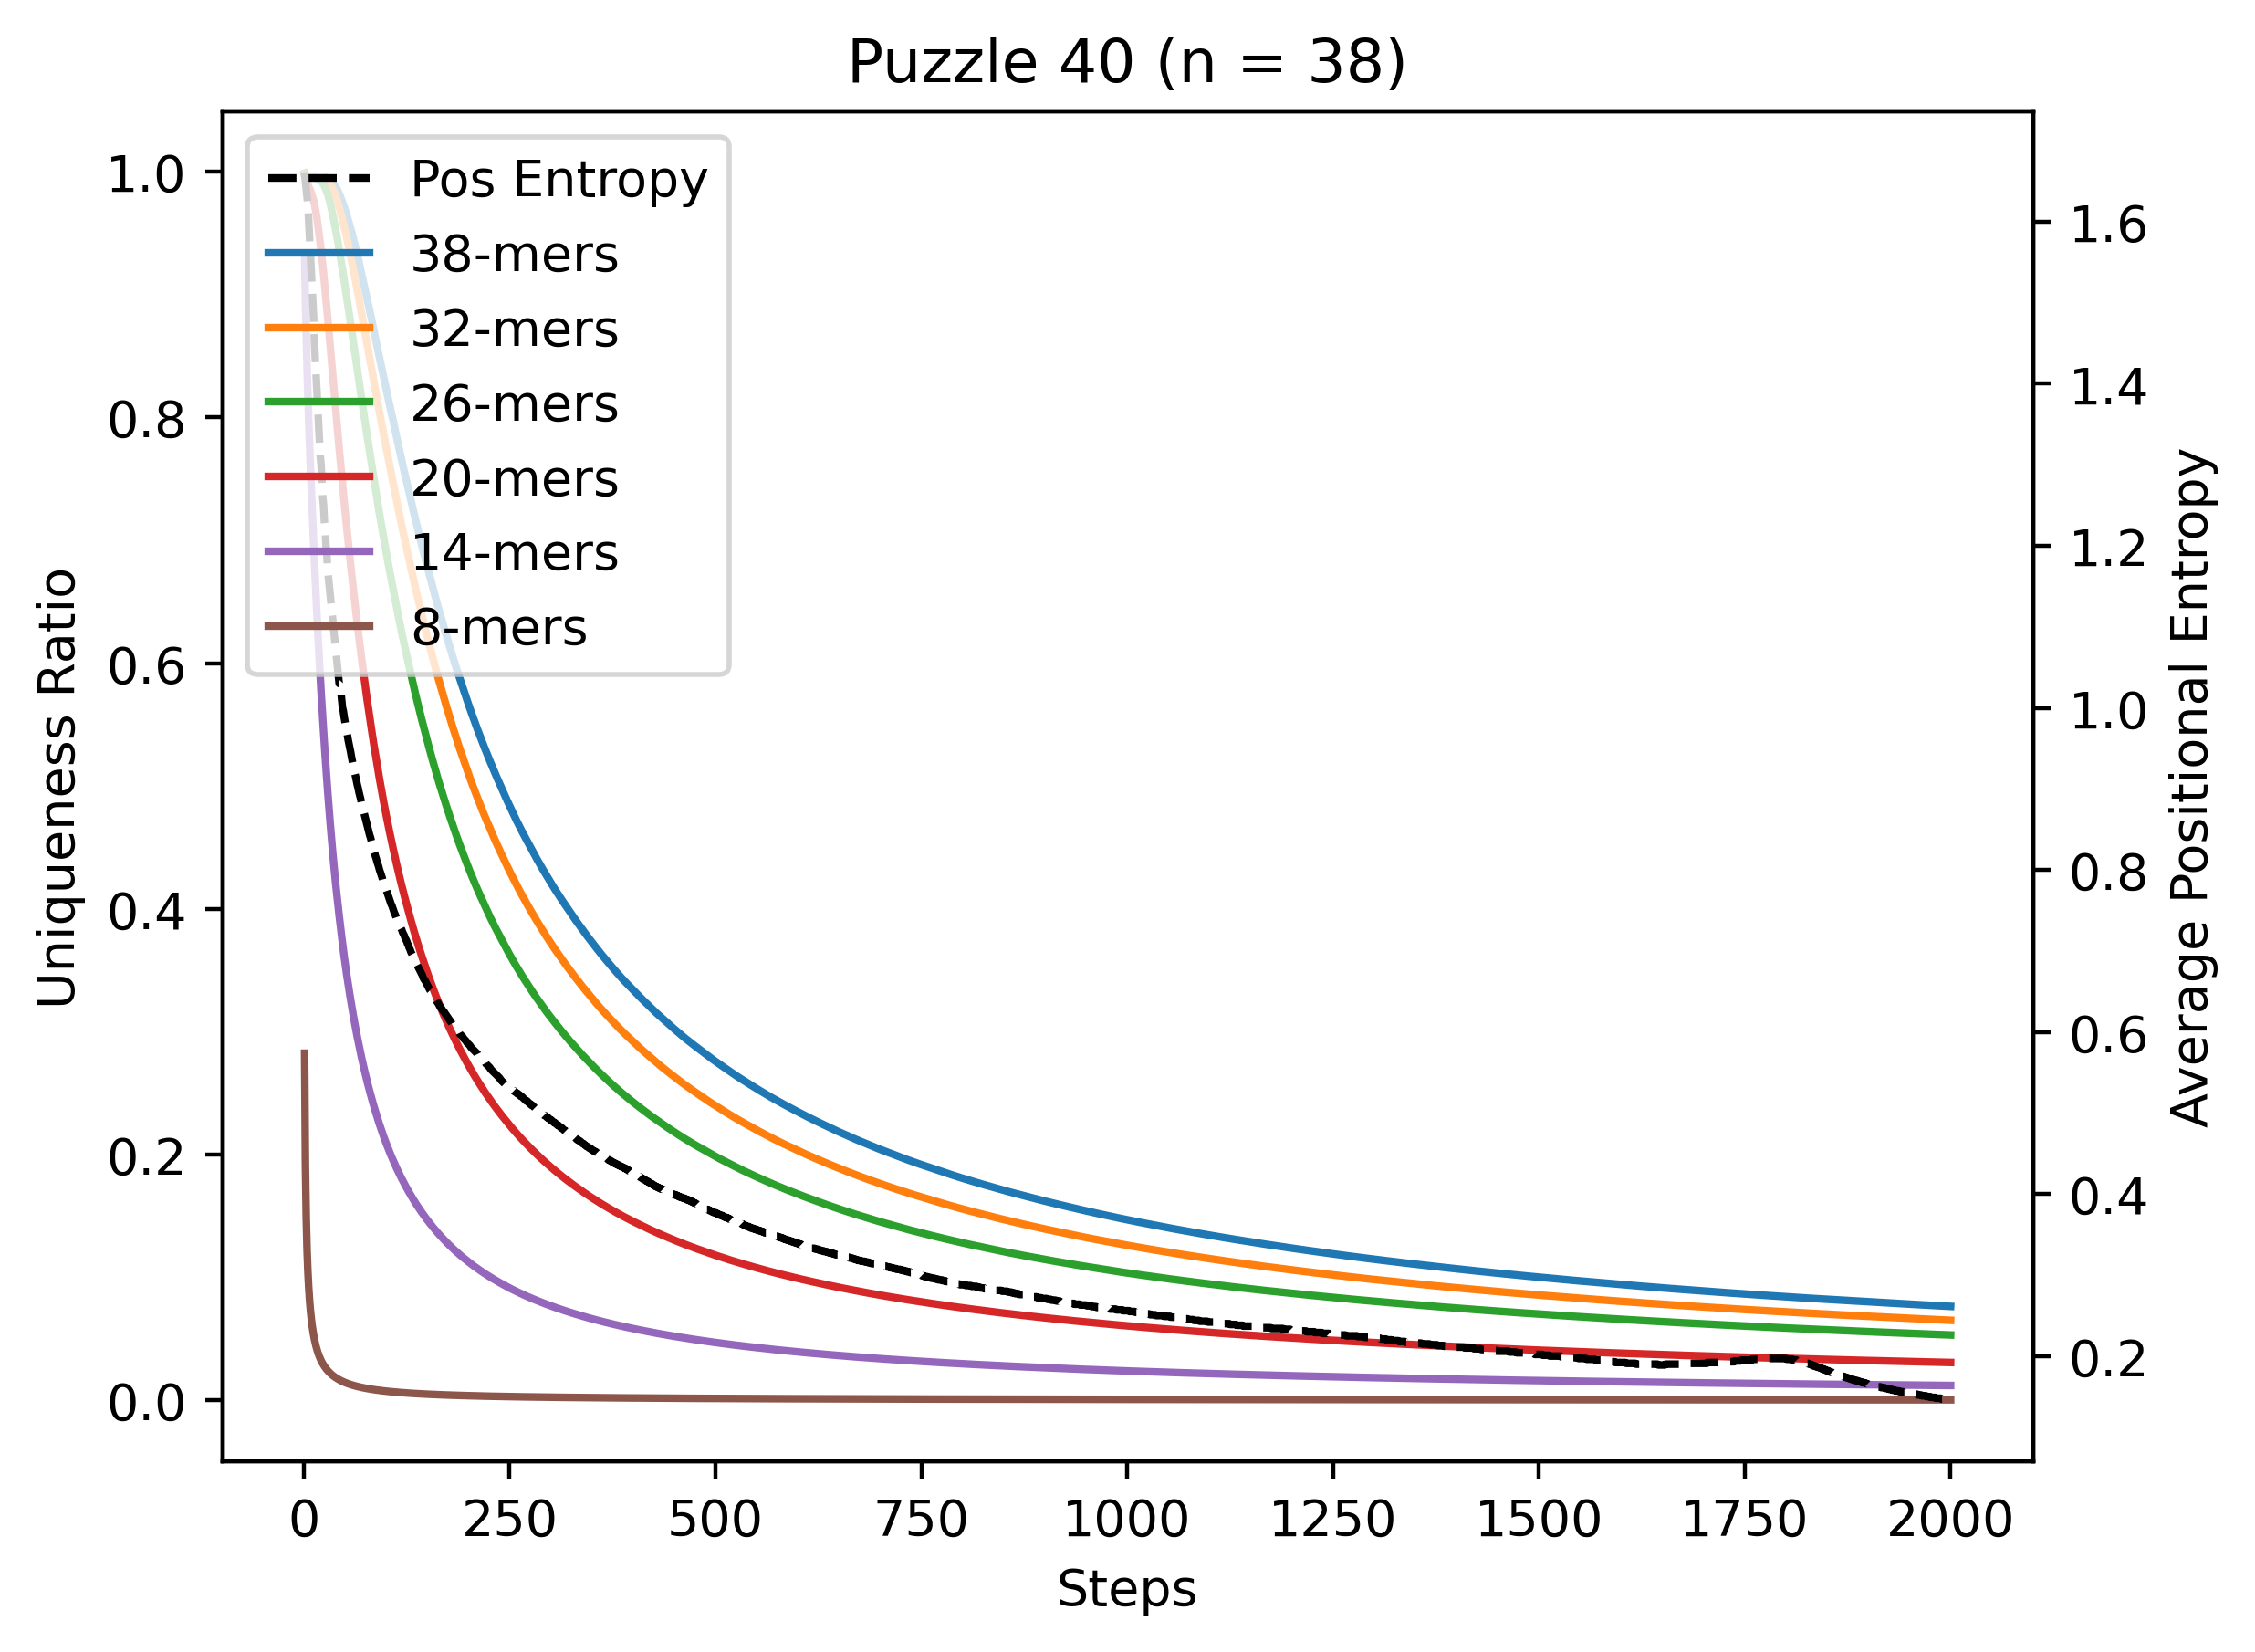 Puzzle 40 (n = 38)
Pos Entropy
38-mers
32-mers
26-mers
20-mers
14-mers
8-mers
1.0
0.8
0.6
0.4
0.2
0.0
Uniqueness Ratio
1.6
1.4
1.2
1.0
0.8
0.6
0.4
0.2
Average Positional Entropy
0 250 500 750 1000 1250 1500 1750 2000
Steps